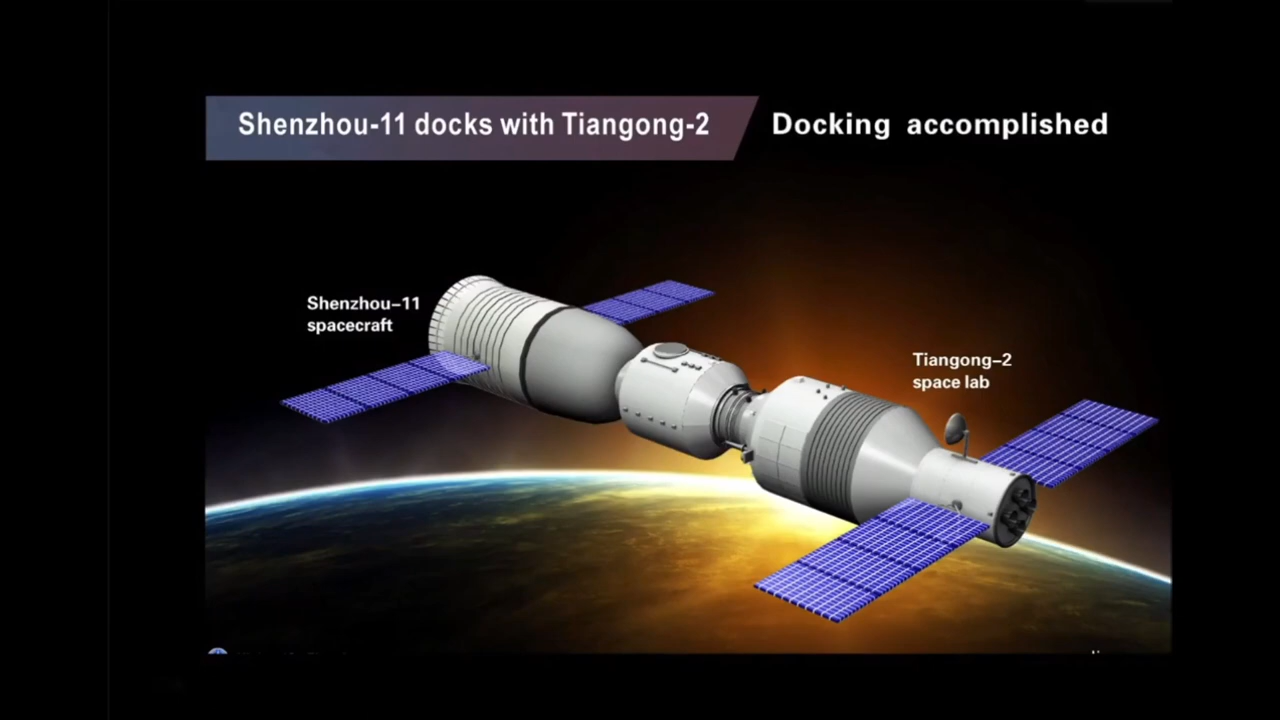 Shenzhou-11 docks with Tiangong-2
Docking accomplished
Shenzhou–11
spacecraft
Tiangong–2
space lab